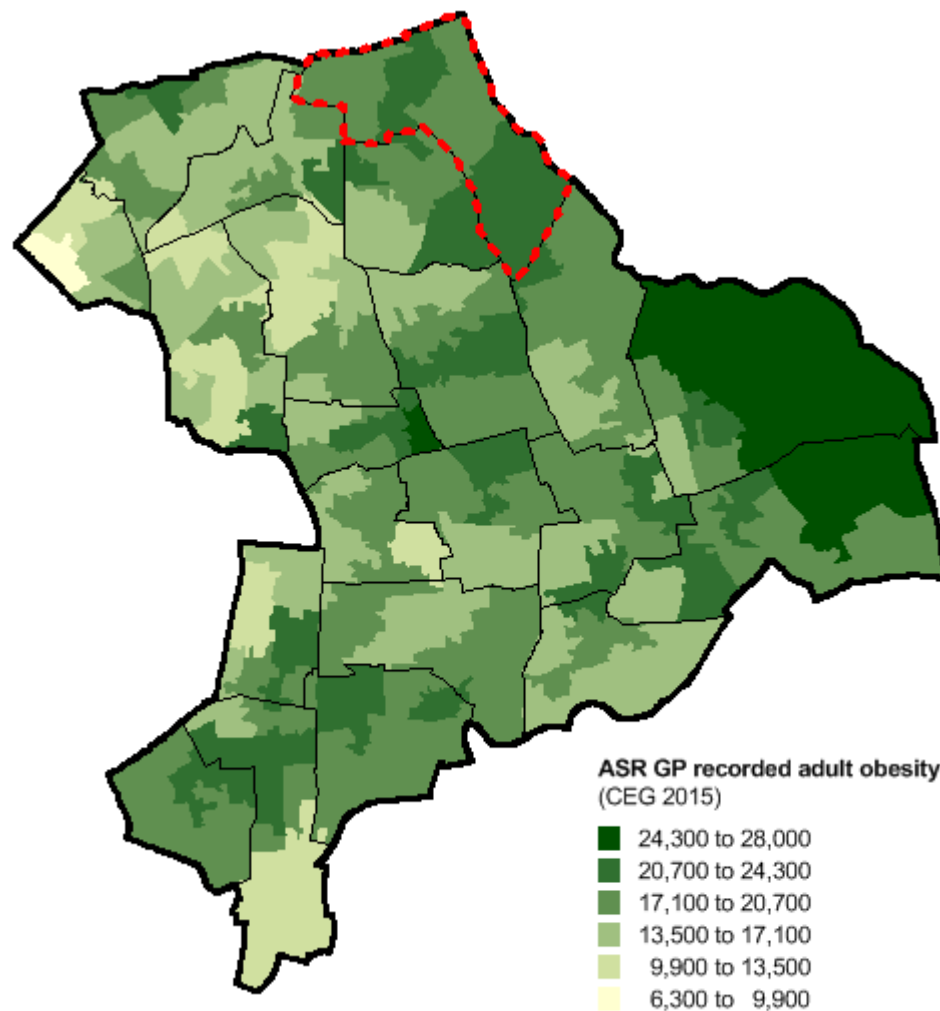 ASR GP recorded adult obesity
(CEG 2015)
24,300 to 28,000
20,700 to 24,300
17,100 to 20,700
13,500 to 17,100
9,900 to 13,500
6,300 to 9,900